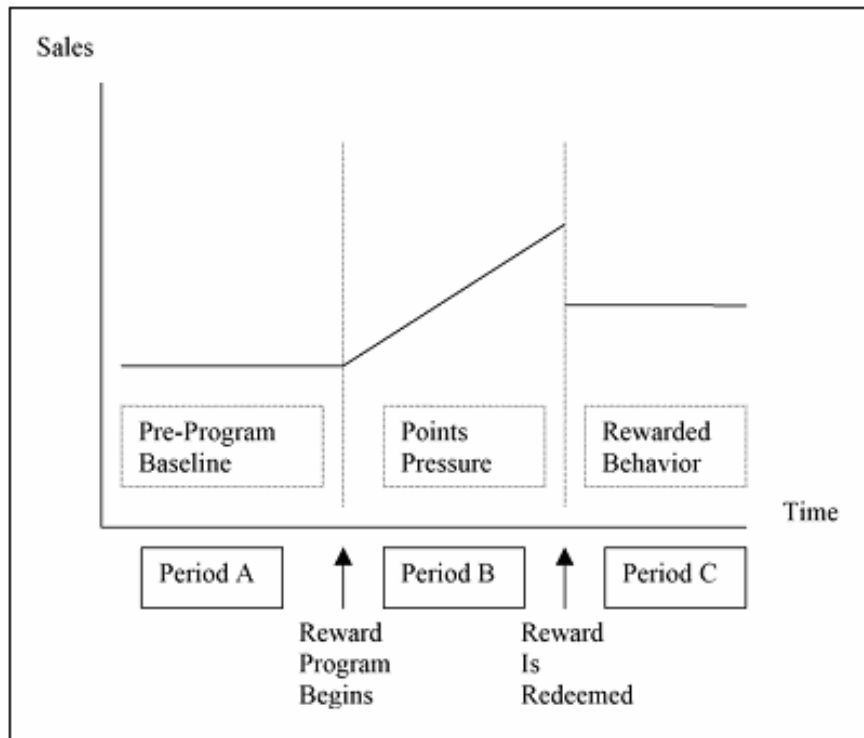 Sales
Pre-Program
Baseline
Points
Pressure
Rewarded
Behavior
Time
Period A
Period B
Period C
Reward
Program
Begins
Reward
Is
Redeemed